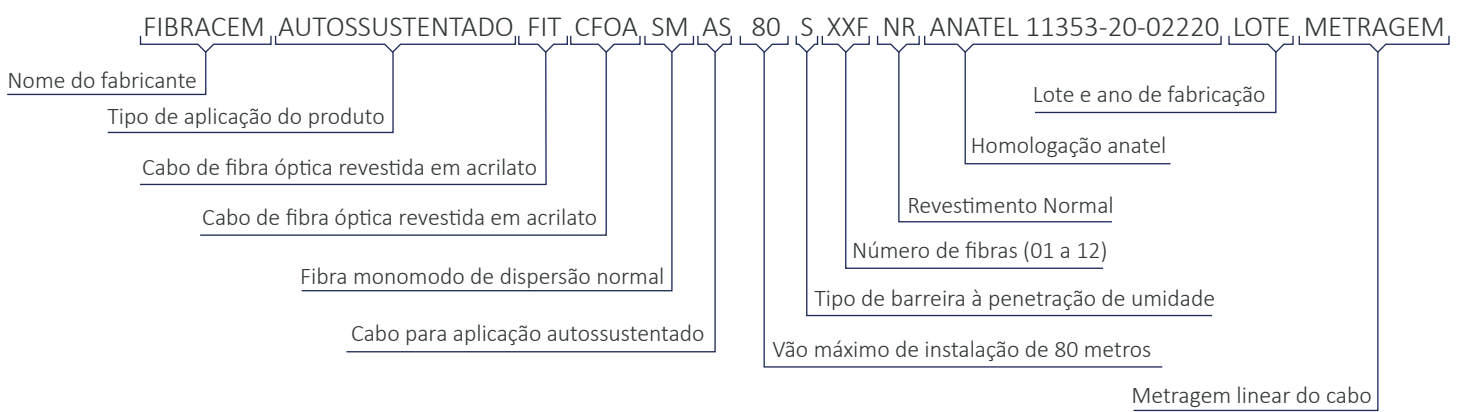 FIBRACEM AUTOSSUSTENTADO FIT CFOA SM AS 80 S XXF NR ANATEL 11353-20-02220 LOTE METRAGEM
Nome do fabricante
Lote e ano de fabricação
Tipo de aplicação do produto
Homologação anatel
Cabo de fibra óptica revestida em acrilato
Revestimento Normal
Cabo de fibra óptica revestida em acrilato
Número de fibras (01 a 12)
Fibra monomodo de dispersão normal
Tipo de barreira à penetração de umidade
Cabo para aplicação autossustentado
Vão máximo de instalação de 80 metros
Metragem linear do cabo